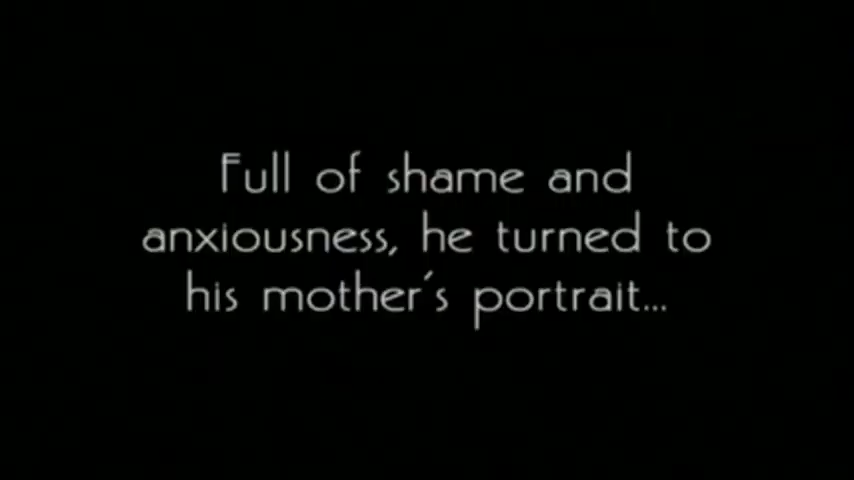 Full of shame and
anxiousness, he turned to
his mother's portrait...